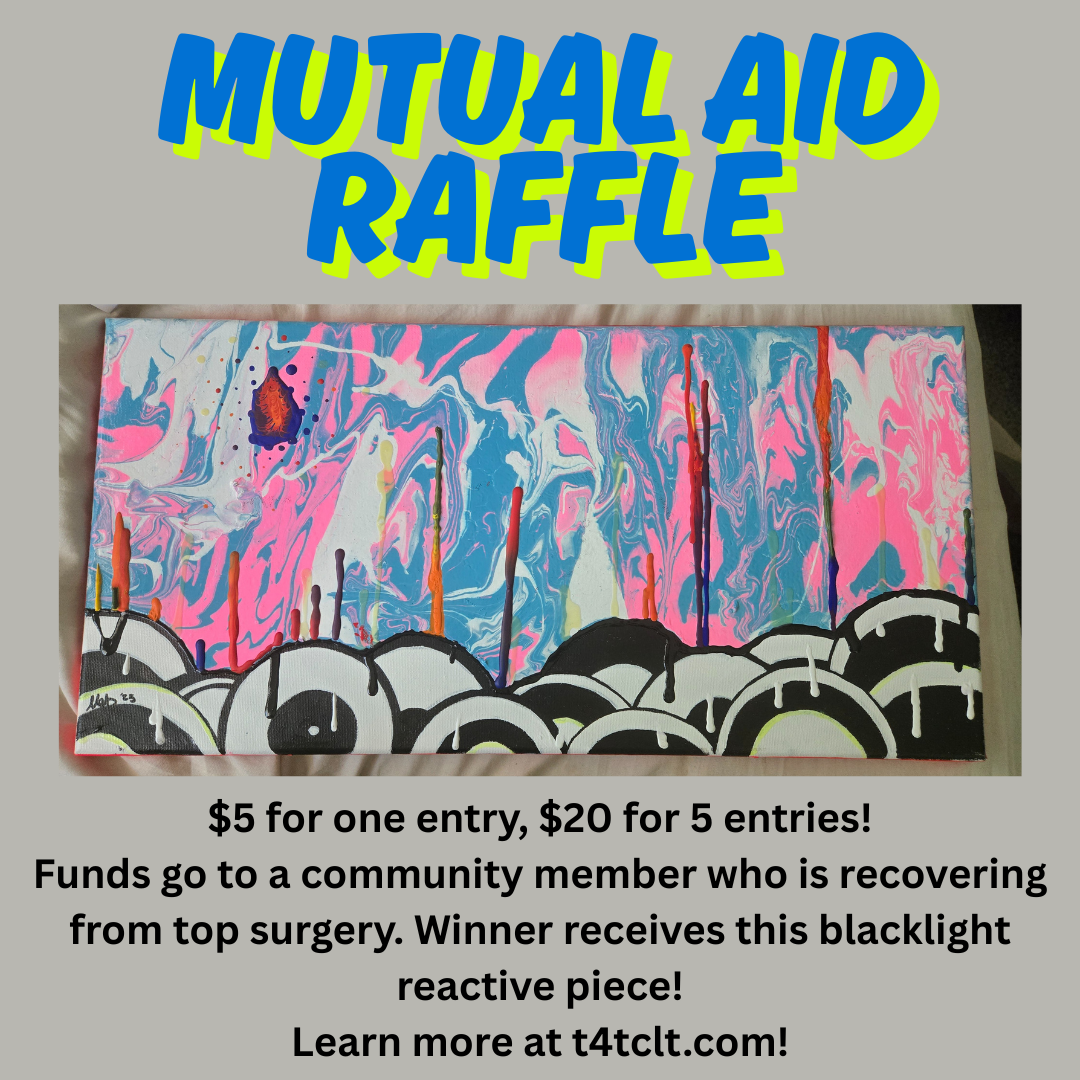 MUTUAL AID
RAFFLE
$5 for one entry, $20 for 5 entries!
Funds go to a community member who is recovering
from top surgery. Winner receives this blacklight
reactive piece!
Learn more at t4tclt.com!